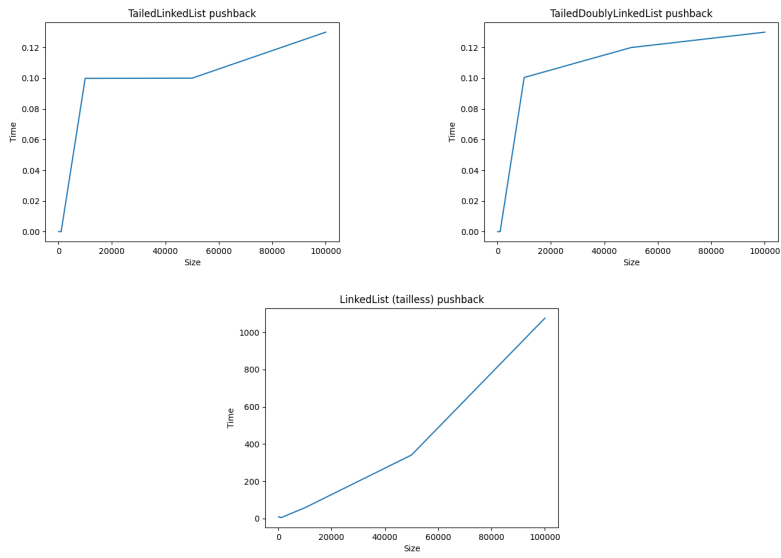 TailedLinkedList pushback
0.12
0.10
0.08
0.06
0.04
0.02
0.00
Time
0 20000 40000 60000 80000 100000
Size
TailedDoublyLinkedList pushback
0.12
0.10
0.08
0.06
0.04
0.02
0.00
Time
0 20000 40000 60000 80000 100000
Size
LinkedList (tailless) pushback
1000
800
600
400
200
0
Time
0 20000 40000 60000 80000 100000
Size